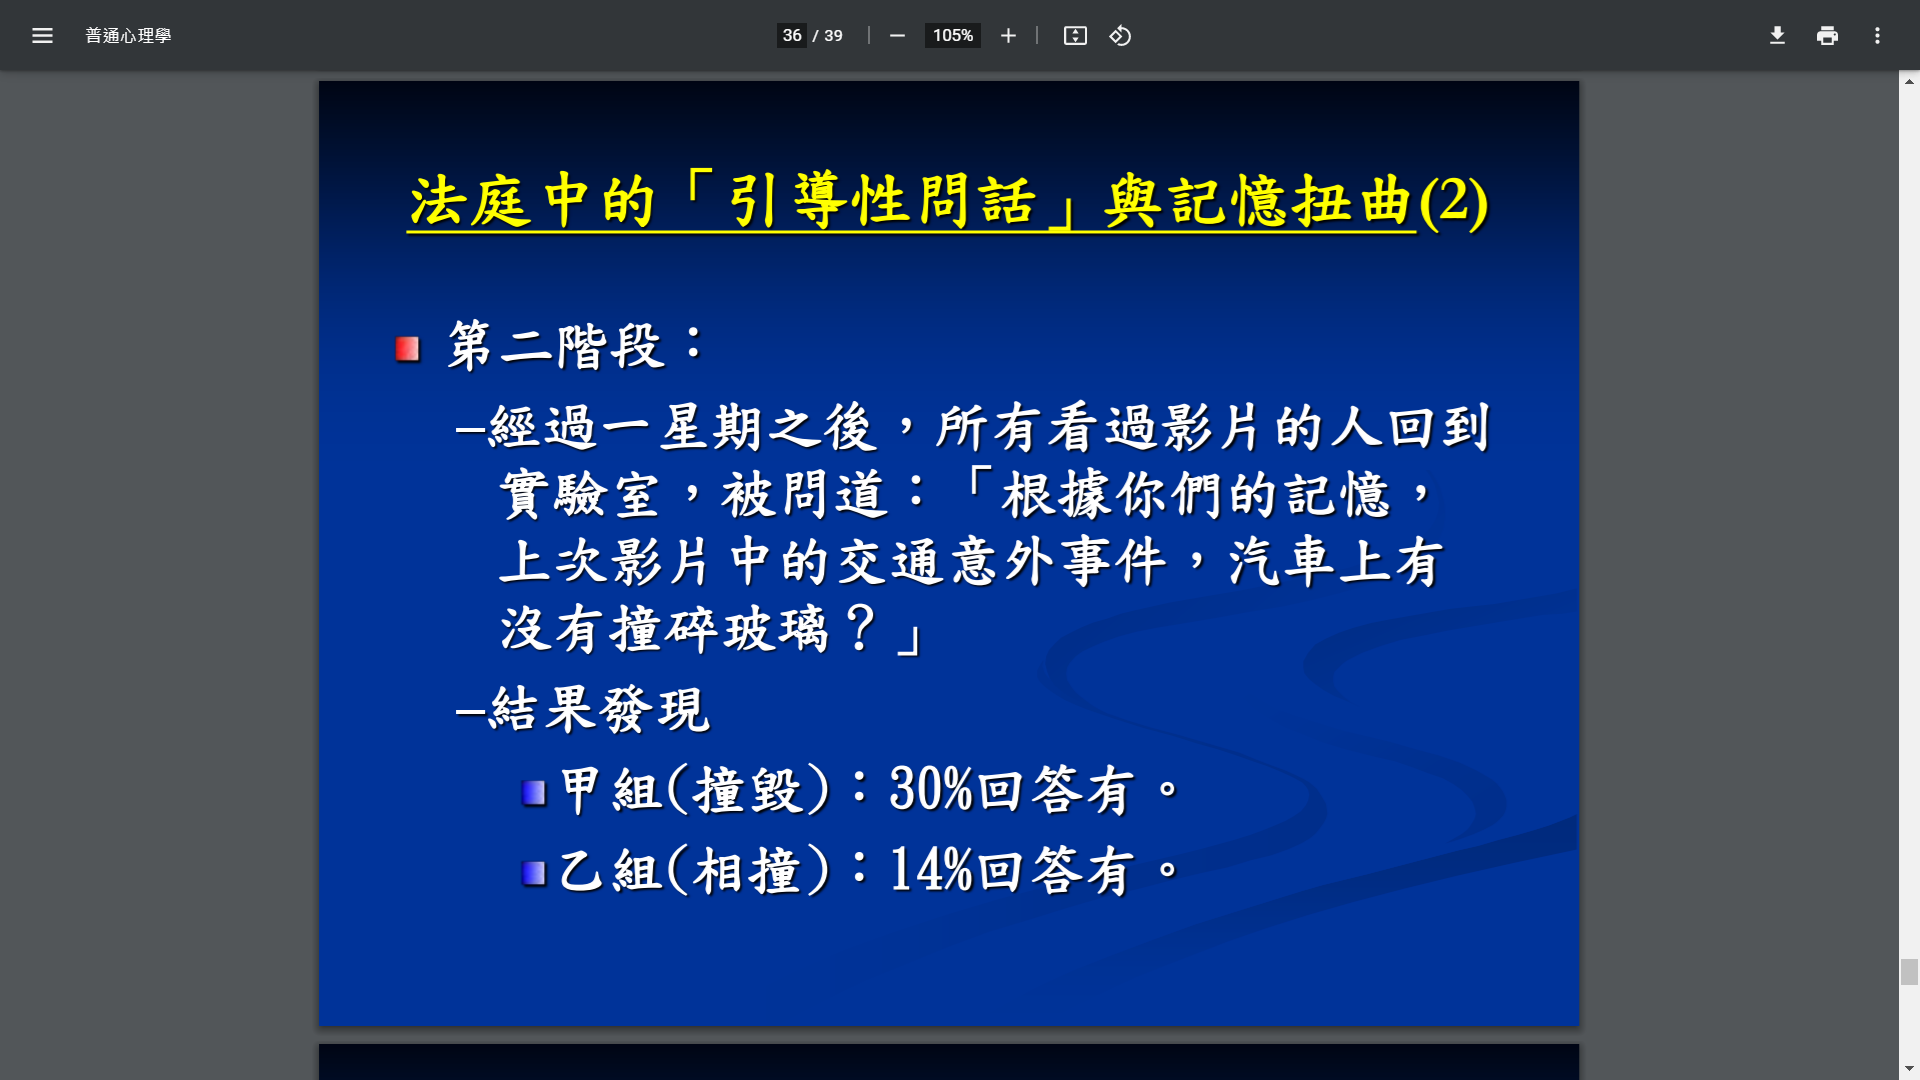 普通心理學
36 / 39
105%
法庭中的「引導性問話」與記憶扭曲(2)
第二階段：
–經過一星期之後，所有看過影片的人回到
實驗室，被問道：「根據你們的記憶，
上次影片中的交通意外事件，汽車上有
沒有撞碎玻璃？」
–結果發現
甲組(撞毀)：30%回答有。
乙組(相撞)：14%回答有。